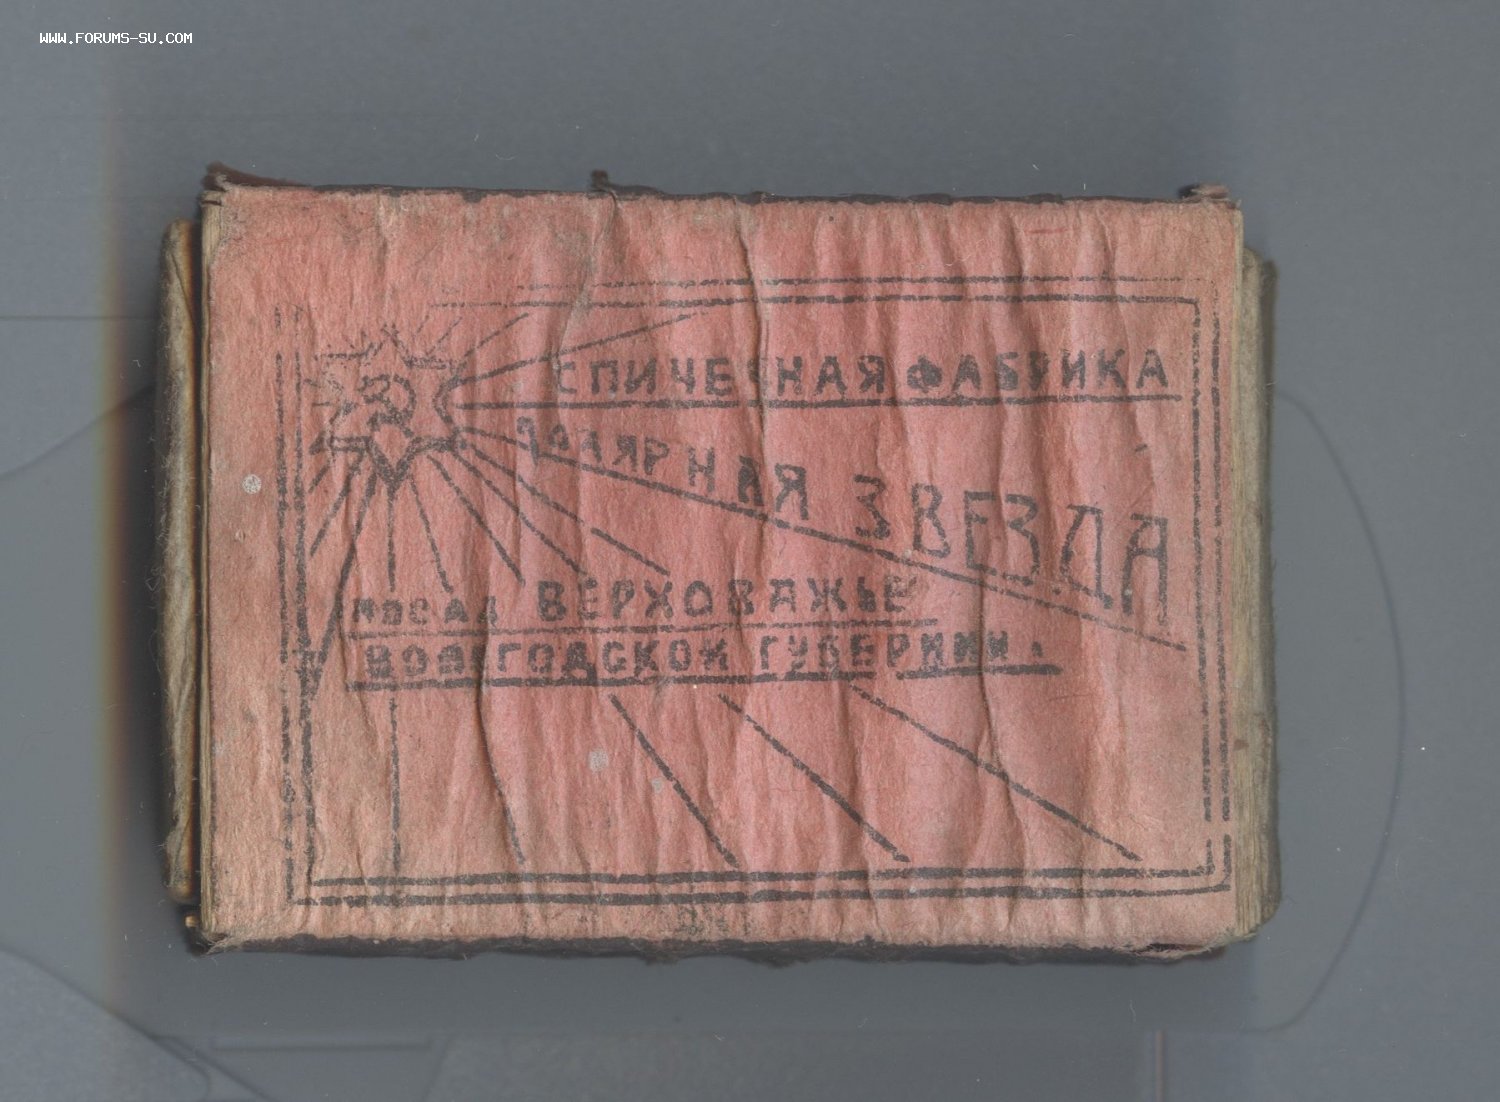 WWW.FORUMS-SU.COM
СПИЧЕЧНАЯ ФАБРИКА
ПОЛЯРНАЯ ЗВЕЗДА
ПОСАД ВЕРХОВАЖЬЕ
ВОЛОГОДСКОЙ ГУБЕРНИИ.